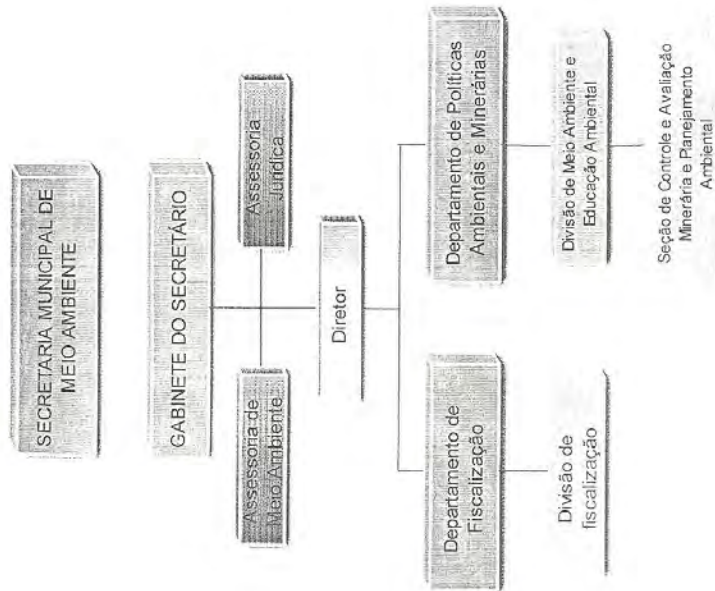 SECRETARIA MUNICIPAL DE
MEIO AMBIENTE
GABINETE DO SECRETÁRIO
Assessoria de
Meio Ambiente
Assessoria
Jurídica
Diretor
Departamento de
Fiscalização
Departamento de Políticas
Ambientais e Minerárias
Divisão de
fiscalização
Divisão de Meio Ambiente e
Educação Ambiental
Seção de Controle e Avaliação
Minerária e Planejamento
Ambiental